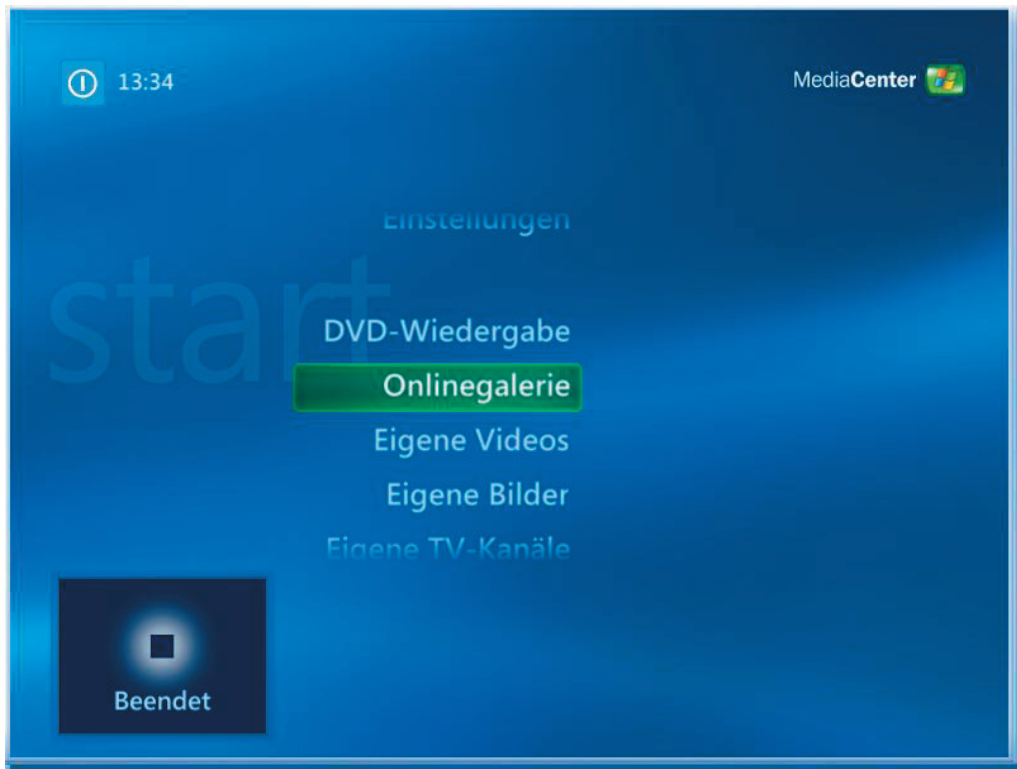 13:34
MediaCenter
Einstellungen
start
DVD-Wiedergabe
Onlinegalerie
Eigene Videos
Eigene Bilder
Eigene TV-Kanäle
Beendet